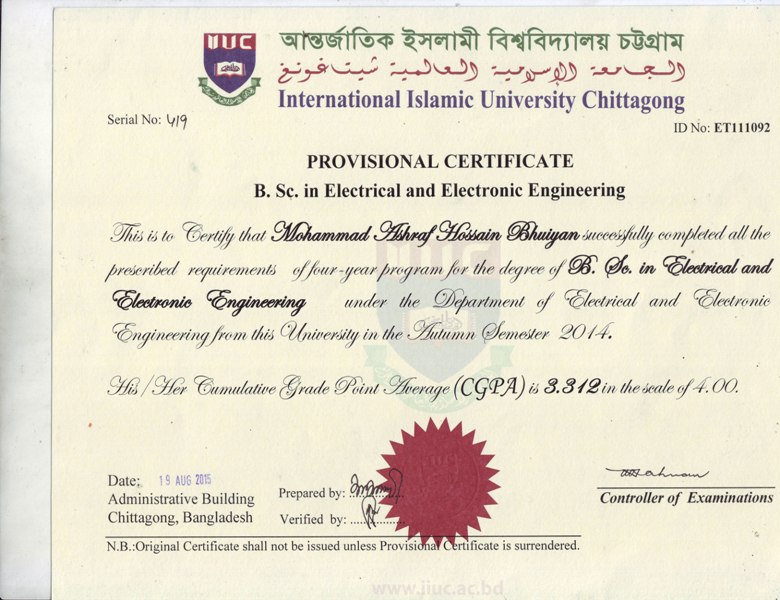 IIUC
আন্তর্জাতিক ইসলামী বিশ্ববিদ্যালয় চট্টগ্রাম
الجامعة الإسلامية العالمية شيتاغونغ
International Islamic University Chittagong
Serial No: 419
ID No: ET111092
PROVISIONAL CERTIFICATE
B. Sc. in Electrical and Electronic Engineering
This is to Certify that Mohammad Ashraf Hossain Bhuiyan successfully completed all the
prescribed requirements of four-year program for the degree of B. Sc. in Electrical and
Electronic Engineering under the Department of Electrical and Electronic
Engineering from this University in the Autumn Semester 2014.
His/Her Cumulative Grade Point Average (CGPA) is 3.312 in the scale of 4.00.
Date: 19 AUG 2015
Administrative Building
Chittagong, Bangladesh
Prepared by:
Verified by:
Controller of Examinations
N.B.:Original Certificate shall not be issued unless Provisional Certificate is surrendered.
www.iiuc.ac.bd